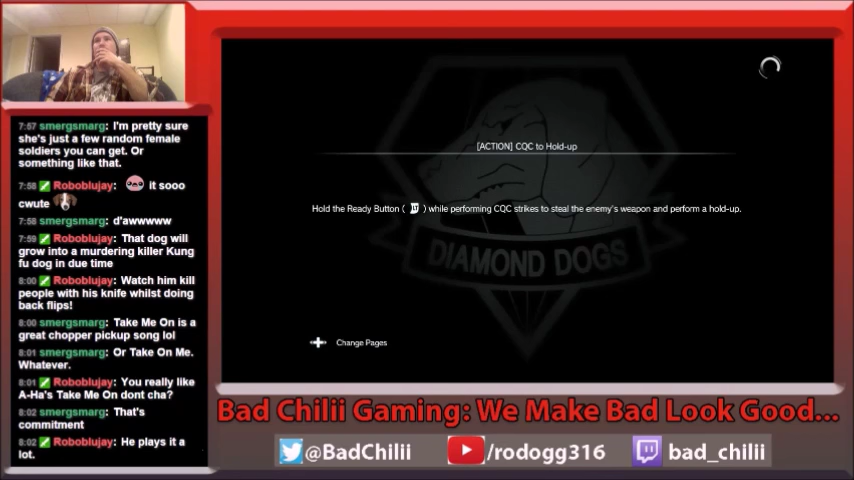 7:57 smergsmarg: I'm pretty sure
she's just a few random female
soldiers you can get. Or
something like that.
7:58 Roboblujay: it sooo
cwute
7:58 smergsmarg: d'awwwww
7:59 Roboblujay: That dog will
grow into a murdering killer Kung
fu dog in due time
8:00 Roboblujay: Watch him kill
people with his knife whilst doing
back flips!
8:00 smergsmarg: Take Me On is a
great chopper pickup song lol
8:01 smergsmarg: Or Take On Me.
Whatever.
8:01 Roboblujay: You really like
A-Ha's Take Me On dont cha?
8:02 smergsmarg: That's
commitment
8:02 Roboblujay: He plays it a
lot.
[ACTION] CQC to Hold-up
Hold the Ready Button ( LT ) while performing CQC strikes to steal the enemy's weapon and perform a hold-up.
DIAMOND DOGS
Change Pages
Bad Chilii Gaming: We Make Bad Look Good...
@BadChilii /rodogg316 bad_chilii